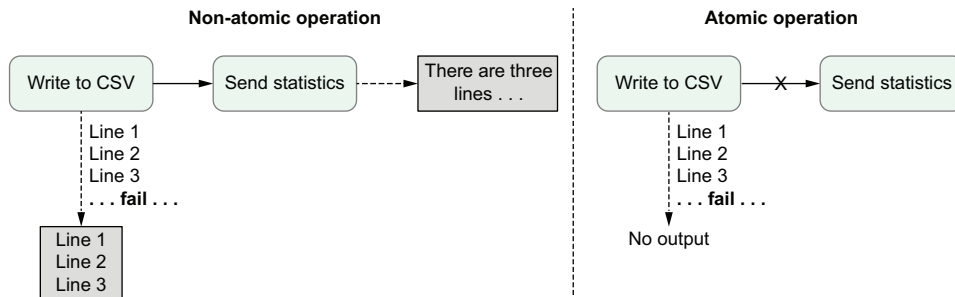 Non-atomic operation
Write to CSV
Send statistics
There are three
lines . . .
Line 1
Line 2
Line 3
. . . fail . . .
Line 1
Line 2
Line 3
Atomic operation
Write to CSV
X
Send statistics
Line 1
Line 2
Line 3
. . . fail . . .
No output